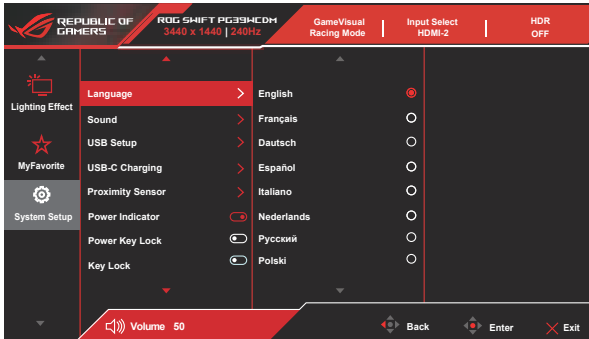 REPUBLIC OF
GAMERS
ROG SWIFT PG39WCDM
3440 x 1440 | 240Hz
GameVisual
Racing Mode
Input Select
HDMI-2
HDR
OFF
Lighting Effect
MyFavorite
System Setup
Language
Sound
USB Setup
USB-C Charging
Proximity Sensor
Power Indicator
Power Key Lock
Key Lock
English
Français
Dautsch
Español
Italiano
Nederlands
Русский
Polski
Volume 50
Back
Enter
Exit